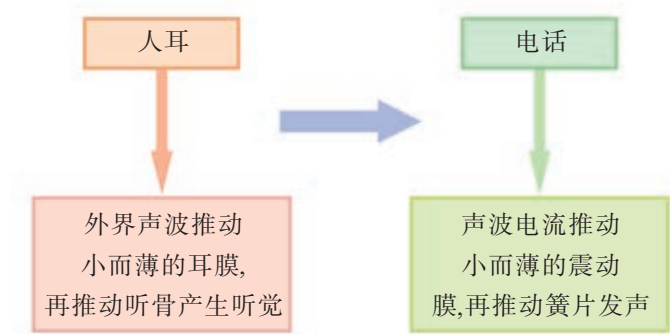 人耳
电话
外界声波推动
小而薄的耳膜,
再推动听骨产生听觉
声波电流推动
小而薄的震动
膜,再推动簧片发声